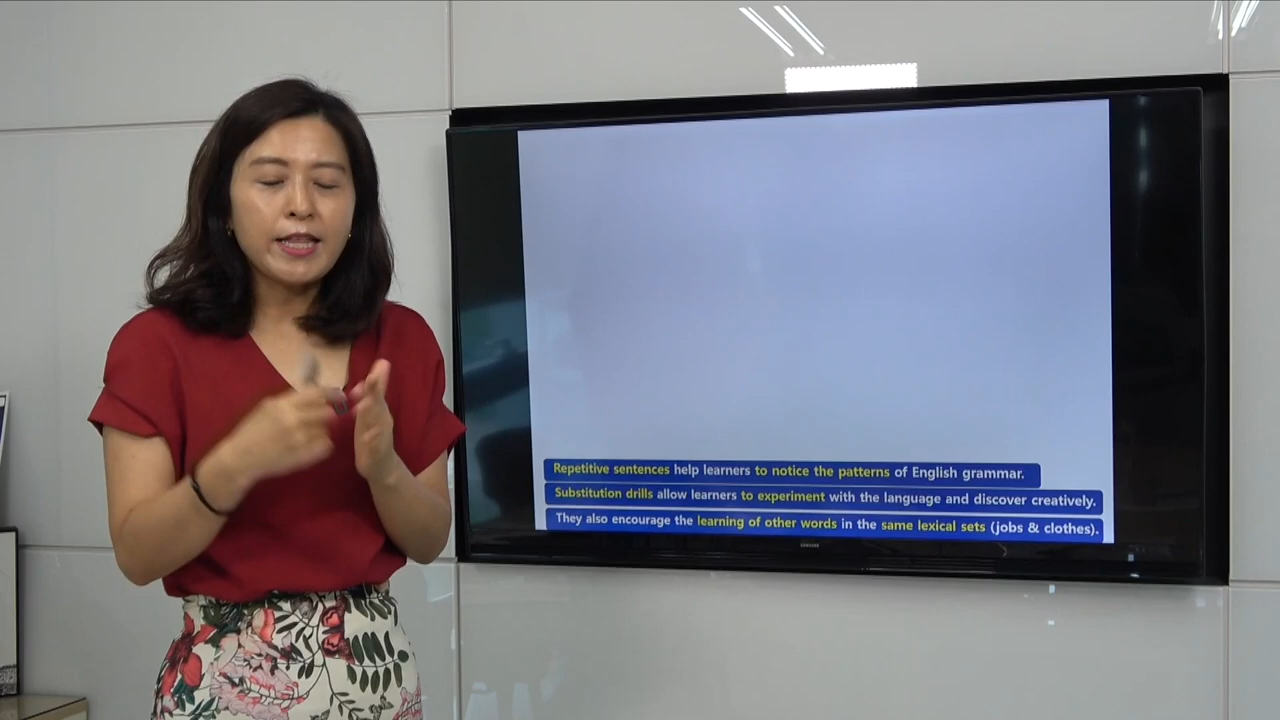 Repetitive sentences help learners to notice the patterns of English grammar.
Substitution drills allow learners to experiment with the language and discover creatively.
They also encourage the learning of other words in the same lexical sets (jobs & clothes).
SAMSUNG